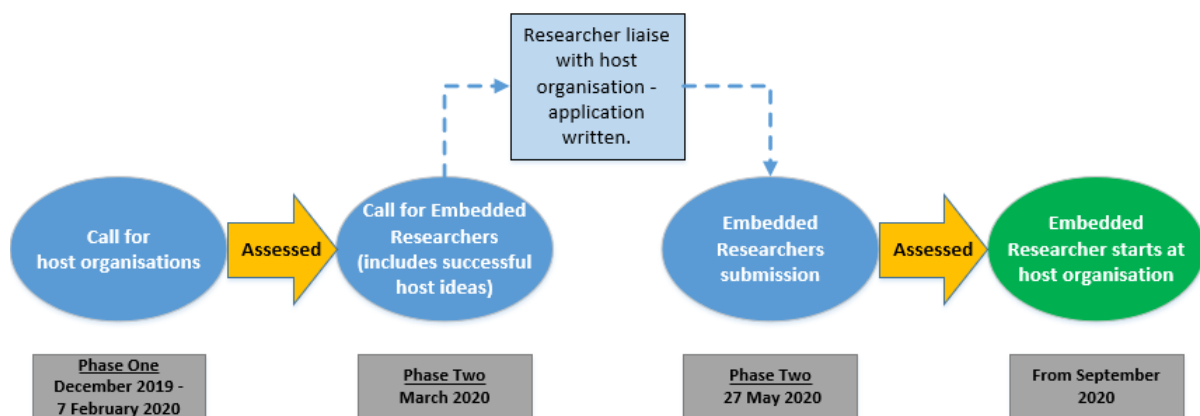 Researcher liaise
with host
organisation -
application
written.
Call for
host organisations
Assessed
Call for Embedded
Researchers
(includes successful
host ideas)
Embedded
Researchers
submission
Assessed
Embedded
Researcher starts at
host organisation
Phase One
December 2019 -
7 February 2020
Phase Two
March 2020
Phase Two
27 May 2020
From September
2020